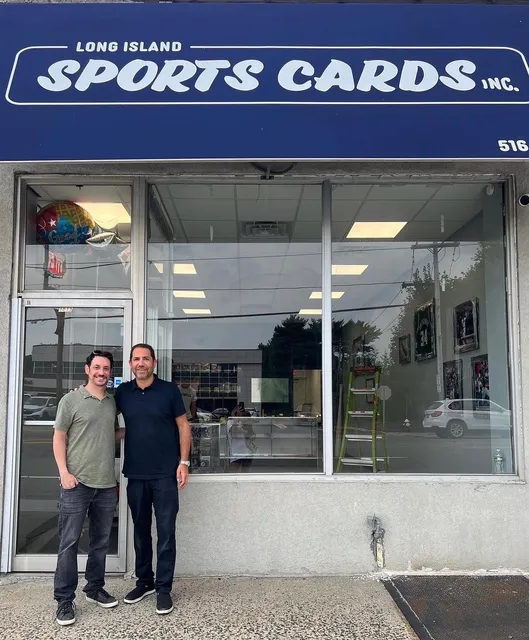 LONG ISLAND
SPORTS CARDS INC.
516